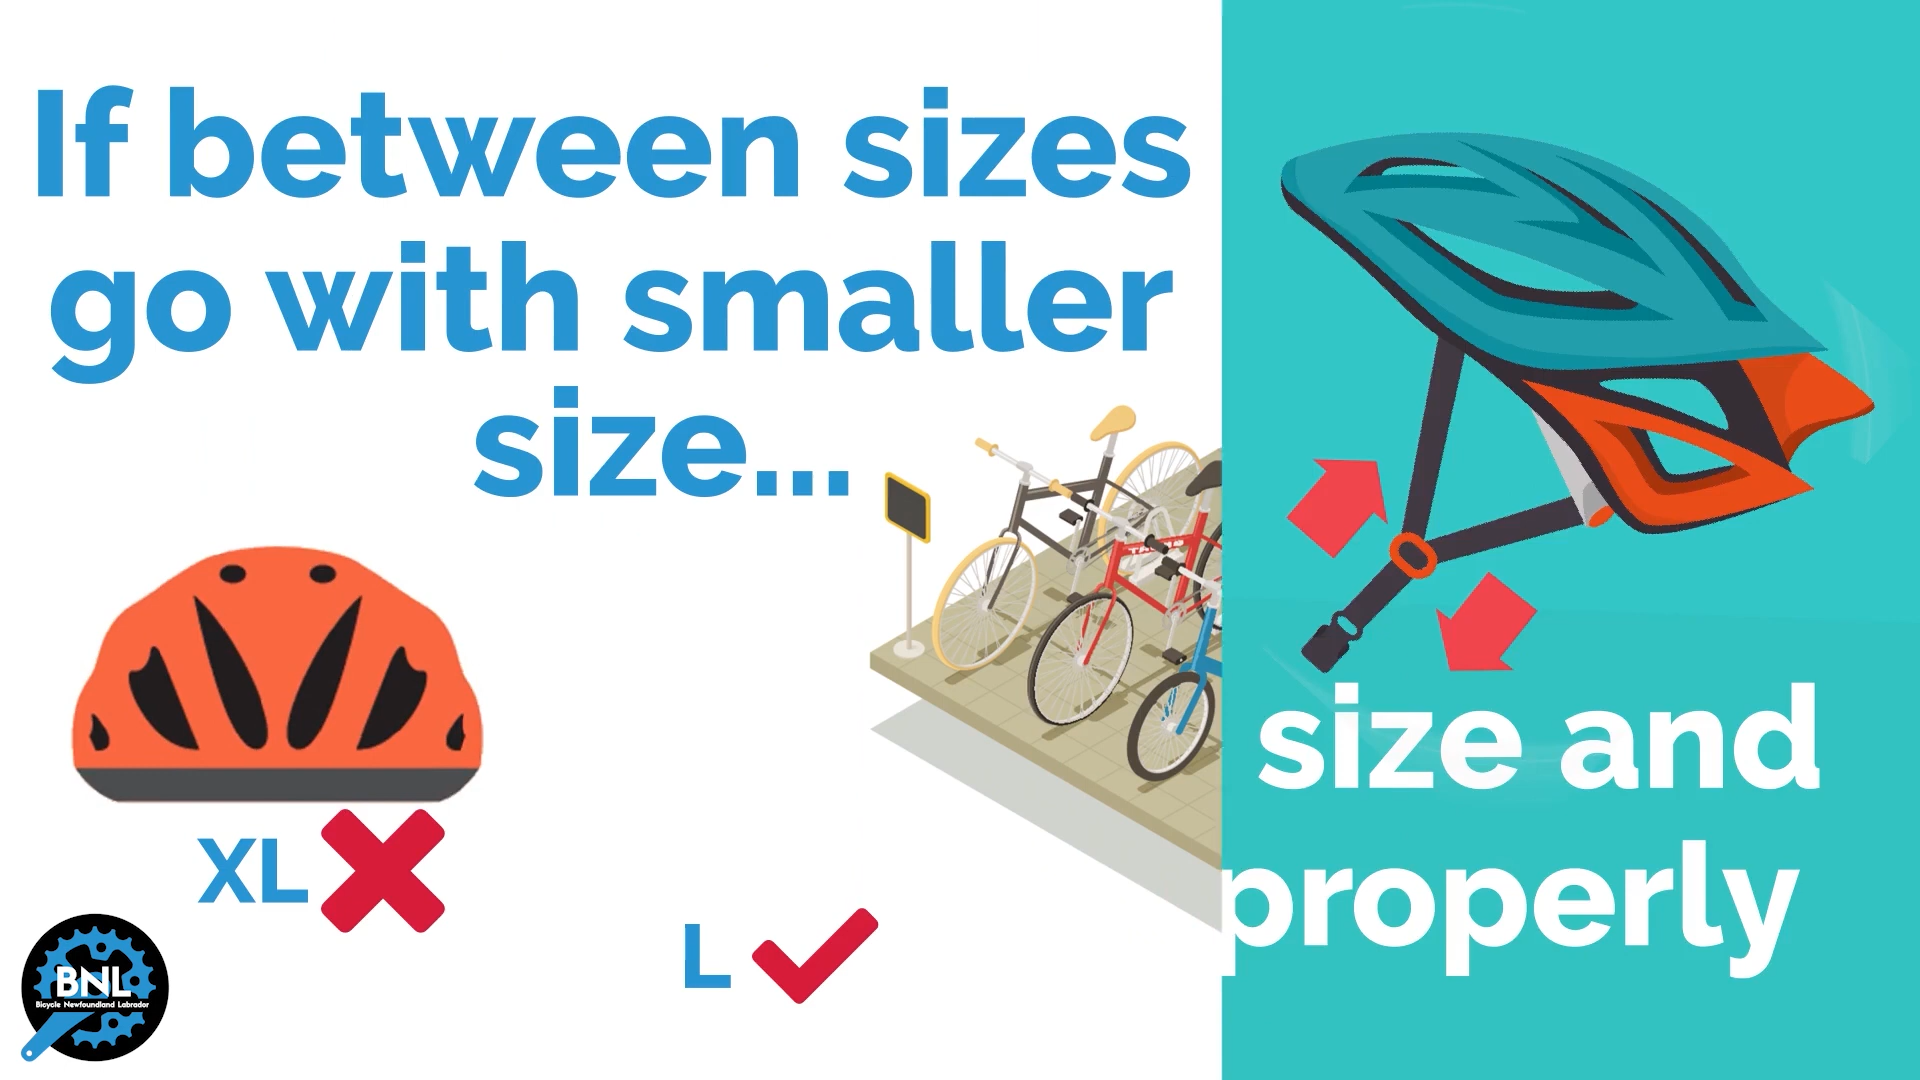 If between sizes
go with smaller
size...
XL
L
BNL
Bicycle Newfoundland Labrador
size and
properly